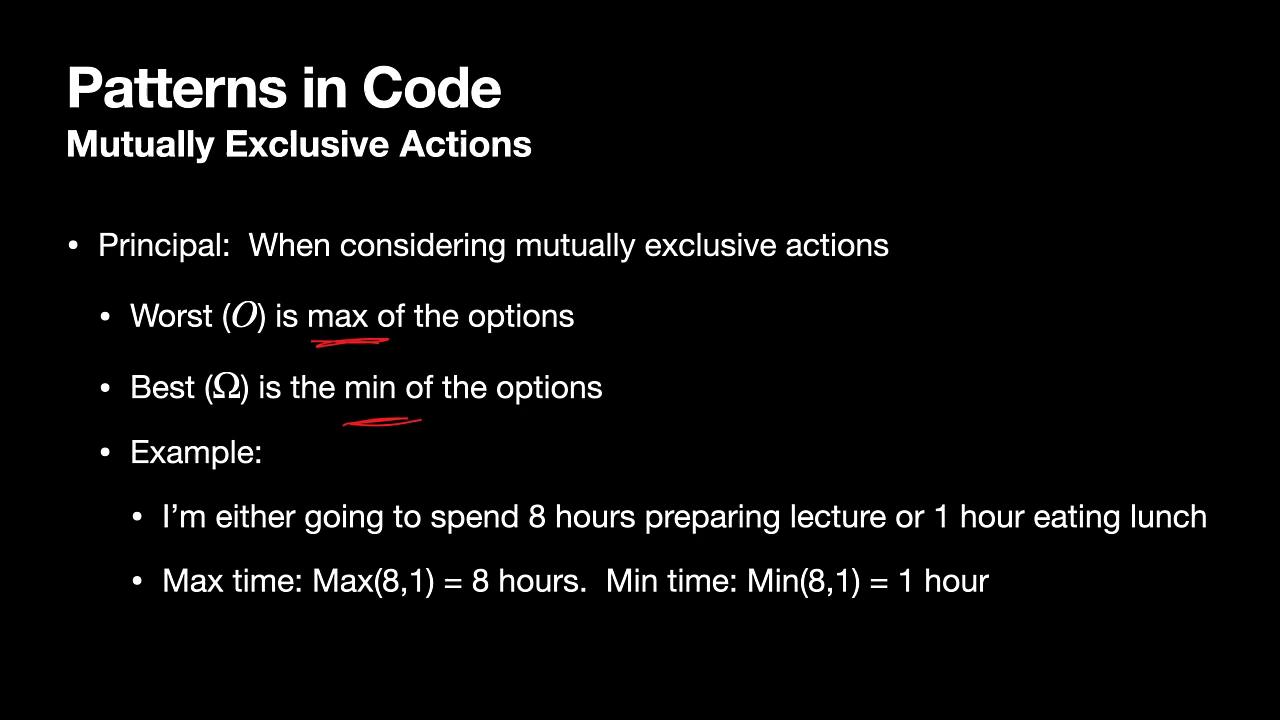 Patterns in Code
Mutually Exclusive Actions
• Principal:  When considering mutually exclusive actions
• Worst (O) is max of the options
• Best (Ω) is the min of the options
• Example:
• I’m either going to spend 8 hours preparing lecture or 1 hour eating lunch
• Max time: Max(8,1) = 8 hours.  Min time: Min(8,1) = 1 hour